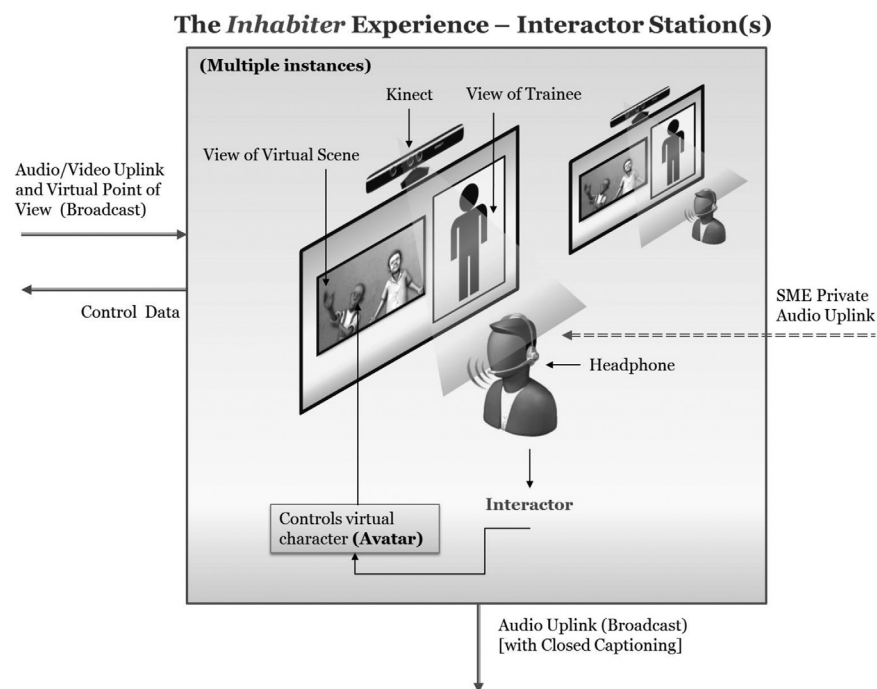 The Inhabiter Experience – Interactor Station(s)
(Multiple instances)
Kinect
View of Trainee
View of Virtual Scene
Audio/Video Uplink
and Virtual Point of
View (Broadcast)
Control Data
SME Private
Audio Uplink
Headphone
Interactor
Controls virtual
character (Avatar)
Audio Uplink (Broadcast)
[with Closed Captioning]